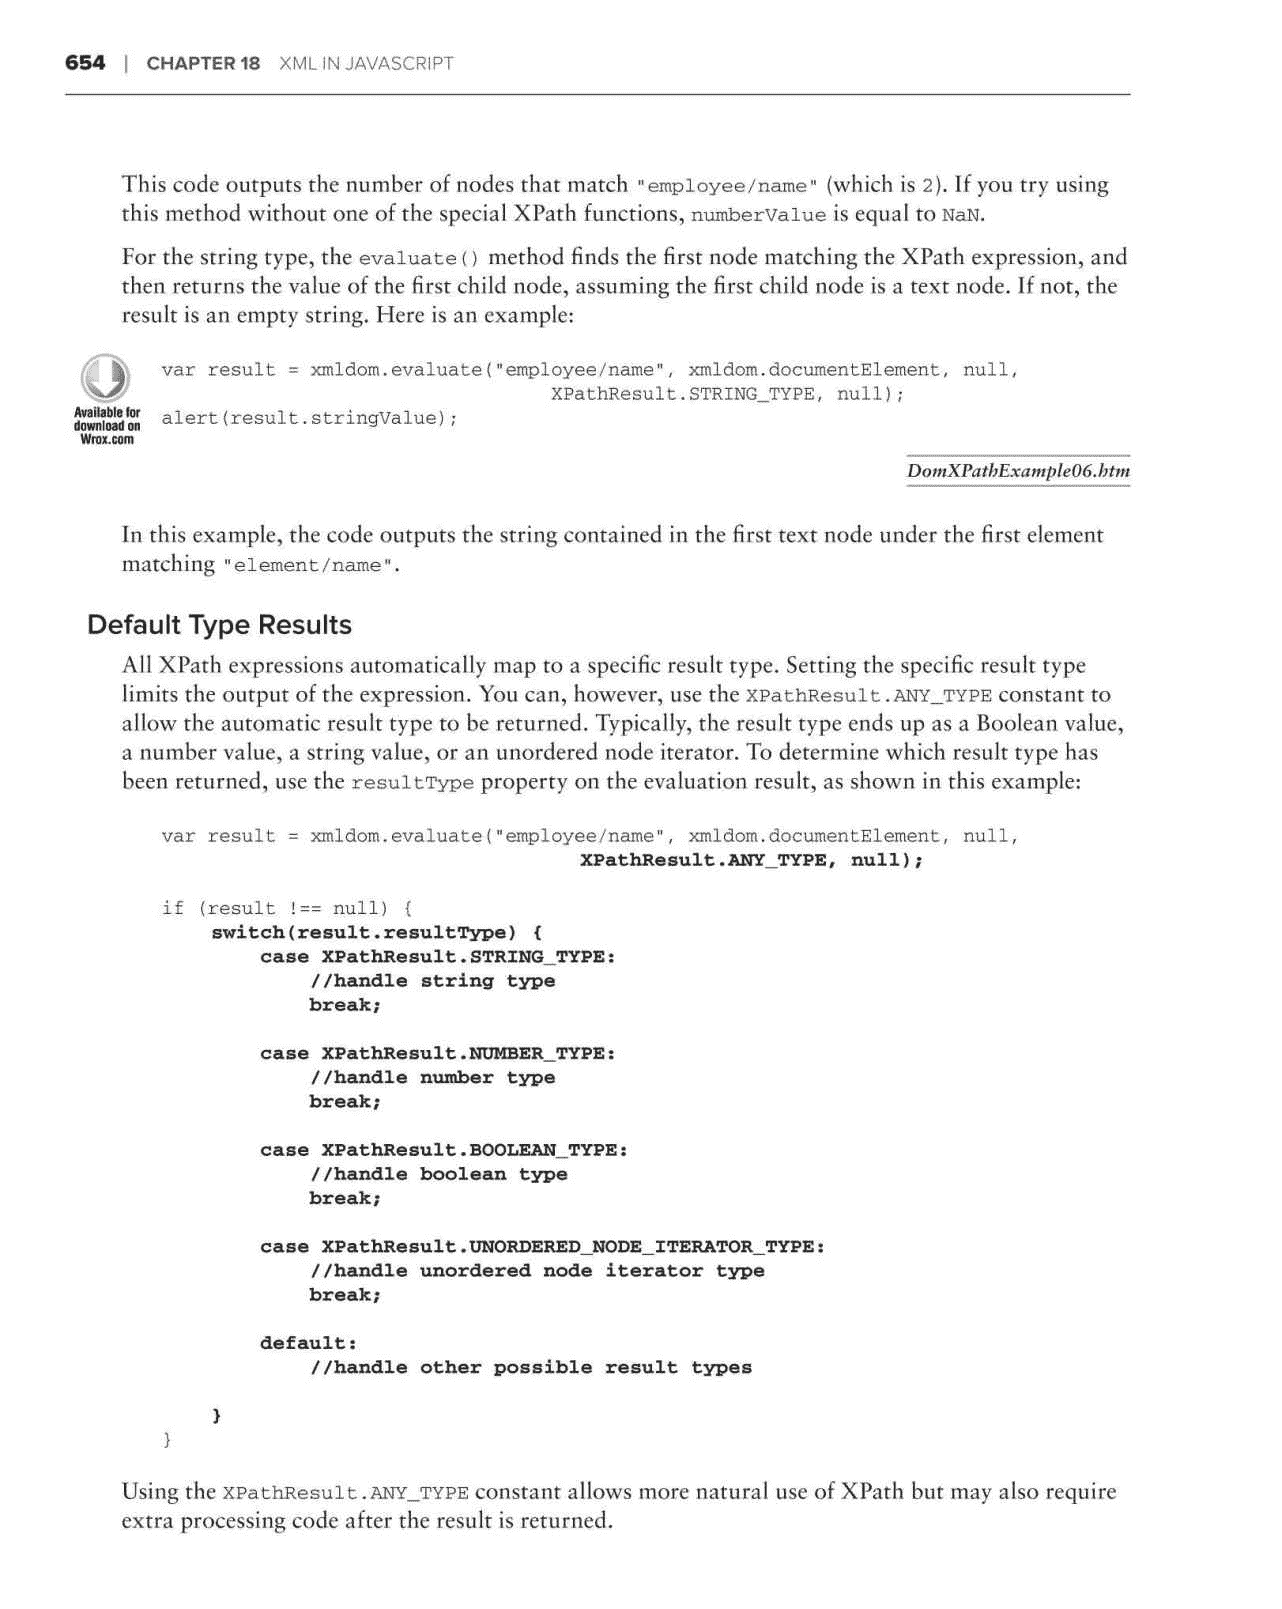 654 | CHAPTER 18 XML IN JAVASCRIPT
This code outputs the number of nodes that match "employee/name" (which is 2). If you try using
this method without one of the special XPath functions, numberValue is equal to NaN.
For the string type, the evaluate() method finds the first node matching the XPath expression, and
then returns the value of the first child node, assuming the first child node is a text node. If not, the
result is an empty string. Here is an example:
var result = xmldom.evaluate("employee/name", xmldom.documentElement, null,
XPathResult.STRING_TYPE, null);
alert(result.stringValue);
Available for
download on
Wrox.com
DomXPathExample06.htm
In this example, the code outputs the string contained in the first text node under the first element
matching "element/name".
Default Type Results
All XPath expressions automatically map to a specific result type. Setting the specific result type
limits the output of the expression. You can, however, use the XPathResult.ANY_TYPE constant to
allow the automatic result type to be returned. Typically, the result type ends up as a Boolean value,
a number value, a string value, or an unordered node iterator. To determine which result type has
been returned, use the resultType property on the evaluation result, as shown in this example:
var result = xmldom.evaluate("employee/name", xmldom.documentElement, null,
XPathResult.ANY_TYPE, null);
if (result !== null) {
switch(result.resultType) {
case XPathResult.STRING_TYPE:
//handle string type
break;
case XPathResult.NUMBER_TYPE:
//handle number type
break;
case XPathResult.BOOLEAN_TYPE:
//handle boolean type
break;
case XPathResult.UNORDERED_NODE_ITERATOR_TYPE:
//handle unordered node iterator type
break;
default:
//handle other possible result types
}
}
Using the XPathResult.ANY_TYPE constant allows more natural use of XPath but may also require
extra processing code after the result is returned.